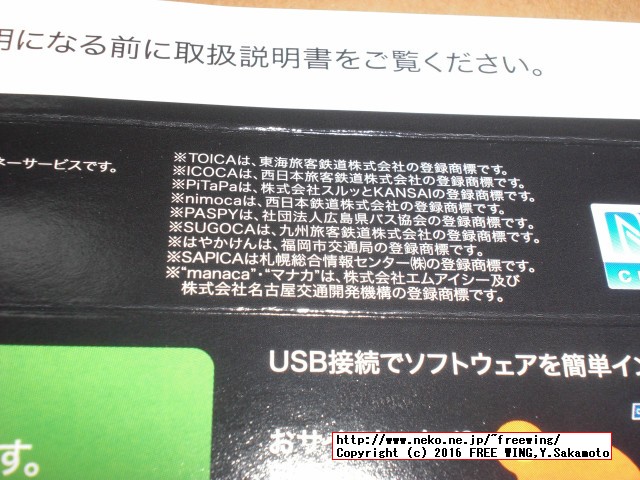 明になる前に取扱説明書をご覧ください。
ネーサービスです。
※TOICAは、東海旅客鉄道株式会社の登録商標です。
※ICOCAは、西日本旅客鉄道株式会社の登録商標です。
※PiTaPaは、株式会社スルッとKANSAIの登録商標です。
※nimocaは、西日本鉄道株式会社の登録商標です。
※PASPYは、社団法人広島県バス協会の登録商標です。
※SUGOCAは、九州旅客鉄道株式会社の登録商標です。
※はやかけんは、福岡市交通局の登録商標です。
※SAPICAは札幌総合情報センター㈱の登録商標です。
※“manaca”・“マナカ”は、株式会社エムアイシー及び
株式会社名古屋交通開発機構の登録商標です。
USB接続でソフトウェアを簡単イン
おサ
す。
http://www.neko.ne.jp/~freewing/
Copyright (c) 2016 FREE WING,Y.Sakamoto